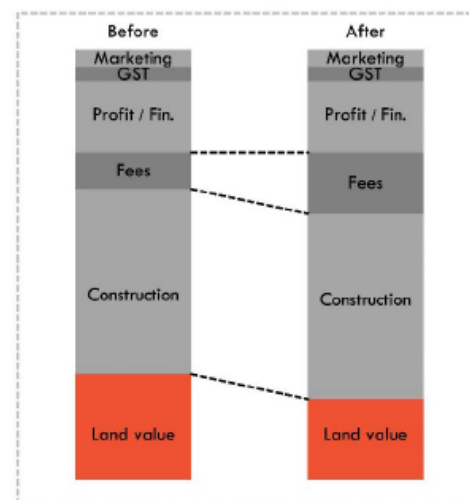 Before
Marketing
GST
Profit / Fin.
Fees
Construction
Land value
After
Marketing
GST
Profit / Fin.
Fees
Construction
Land value